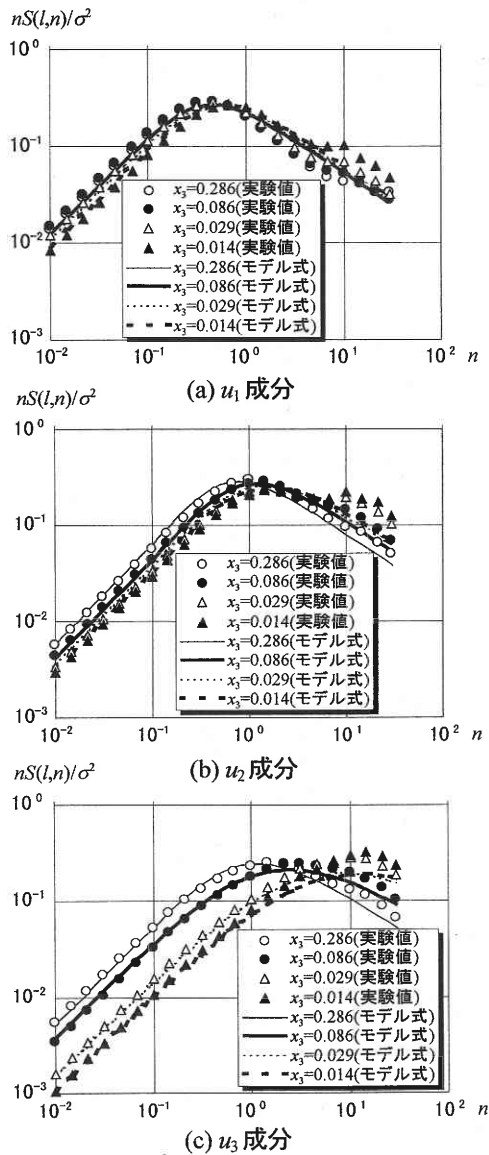 nS(l,n)/σ²
10⁰
10⁻¹
10⁻²
10⁻³
x₃=0.286(実験値)
x₃=0.086(実験値)
x₃=0.029(実験値)
x₃=0.014(実験値)
x₃=0.286(モデル式)
x₃=0.086(モデル式)
x₃=0.029(モデル式)
x₃=0.014(モデル式)
10⁻² 10⁻¹ 10⁰ 10¹ 10² n
(a) u₁ 成分
nS(l,n)/σ²
10⁰
10⁻¹
10⁻²
10⁻³
x₃=0.286(実験値)
x₃=0.086(実験値)
x₃=0.029(実験値)
x₃=0.014(実験値)
x₃=0.286(モデル式)
x₃=0.086(モデル式)
x₃=0.029(モデル式)
x₃=0.014(モデル式)
10⁻² 10⁻¹ 10⁰ 10¹ 10² n
(b) u₂ 成分
nS(l,n)/σ²
10⁰
10⁻¹
10⁻²
10⁻³
x₃=0.286(実験値)
x₃=0.086(実験値)
x₃=0.029(実験値)
x₃=0.014(実験値)
x₃=0.286(モデル式)
x₃=0.086(モデル式)
x₃=0.029(モデル式)
x₃=0.014(モデル式)
10⁻² 10⁻¹ 10⁰ 10¹ 10² n
(c) u₃ 成分